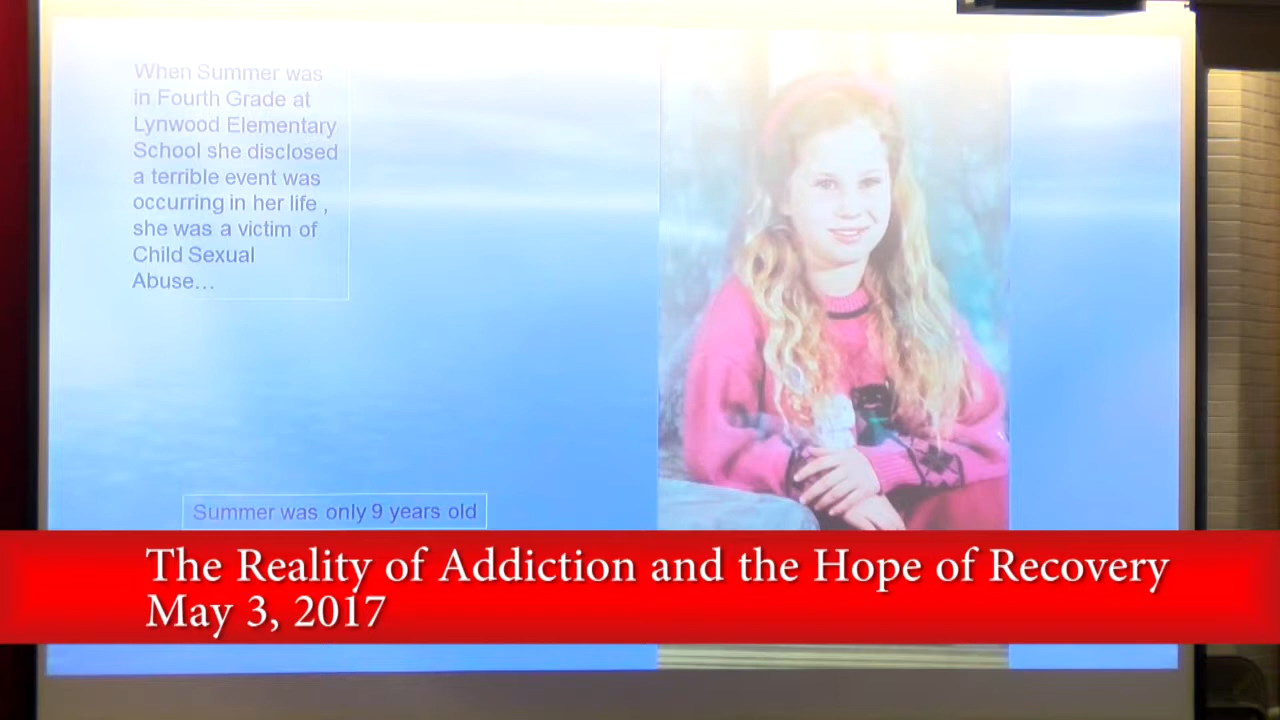 When Summer was
in Fourth Grade at
Lynwood Elementary
School she disclosed
a terrible event was
occurring in her life ,
she was a victim of
Child Sexual
Abuse…
Summer was only 9 years old
The Reality of Addiction and the Hope of Recovery
May 3, 2017